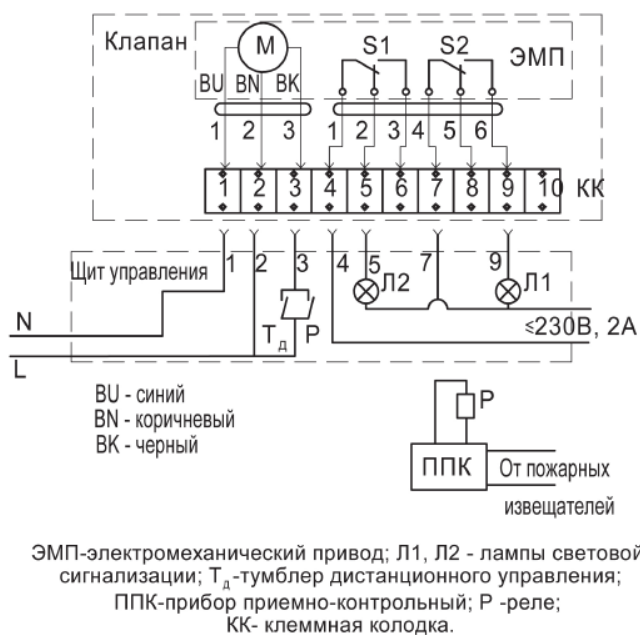 Клапан
M
S1 S2
ЭМП
BU BN BK
1 2 3 1 2 3 4 5 6
1 2 3 4 5 6 7 8 9 10 КК
Щит управления
1 2 3 4 5 7 9
Л2 Л1
N
L
Тд Р
≤230В, 2А
BU - синий
BN - коричневый
BK - черный
Р
ППК
От пожарных
извещателей
ЭМП-электромеханический привод; Л1, Л2 - лампы световой
сигнализации; Тд-тумблер дистанционного управления;
ППК-прибор приемно-контрольный; Р -реле;
КК- клеммная колодка.